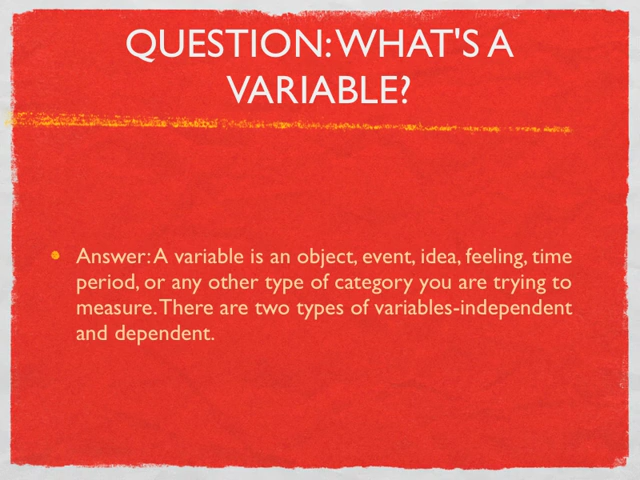 QUESTION: WHAT'S A
VARIABLE?
• Answer: A variable is an object, event, idea, feeling, time
period, or any other type of category you are trying to
measure. There are two types of variables-independent
and dependent.